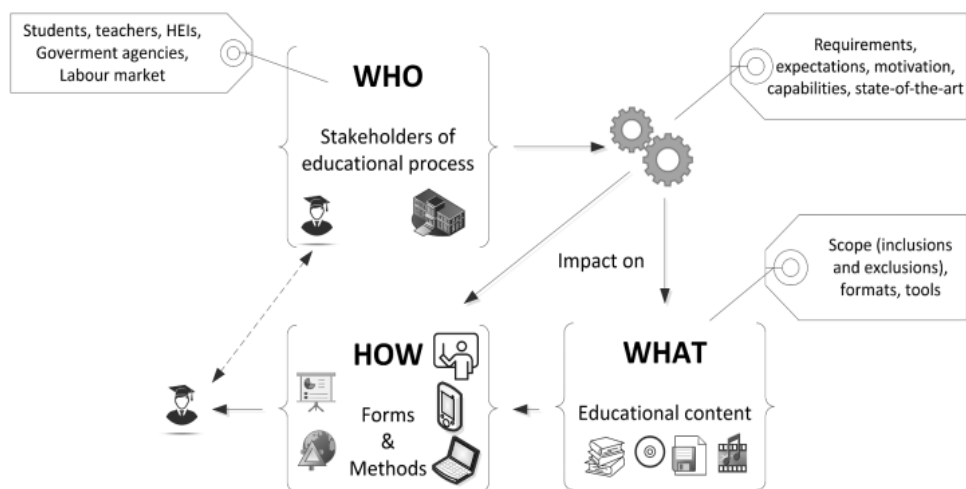 Students, teachers, HEIs,
Goverment agencies,
Labour market
WHO
Stakeholders of
educational process
Requirements,
expectations, motivation,
capabilities, state-of-the-art
Impact on
Scope (inclusions
and exclusions),
formats, tools
HOW
Forms
&
Methods
WHAT
Educational content